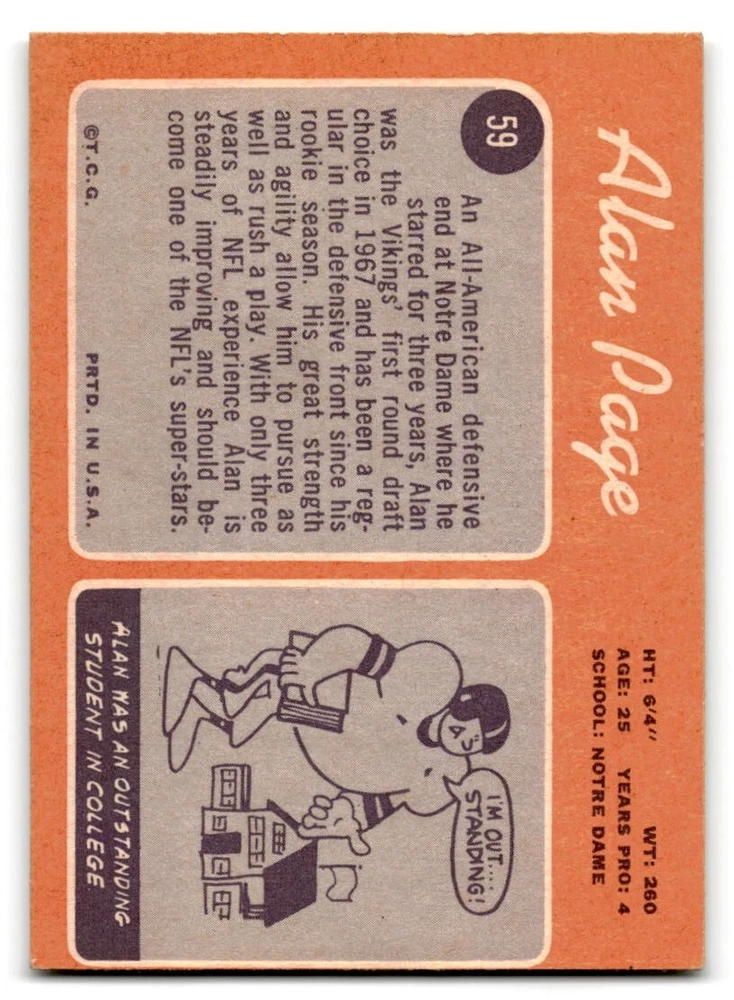 Alan Page
HT: 6'4" WT: 260
AGE: 25 YEARS PRO: 4
SCHOOL: NOTRE DAME
59
An All-American defensive
end at Notre Dame where he
starred for three years, Alan
was the Vikings' first round draft
choice in 1967 and has been a reg-
ular in the defensive front since his
rookie season. His great strength
and agility allow him to pursue as
well as rush a play. With only three
years of NFL experience Alan is
steadily improving and should be-
come one of the NFL's super-stars.
©T.C.G. PRTD. IN U.S.A.
I'M OUT....
STANDING!
ALAN WAS AN OUTSTANDING
STUDENT IN COLLEGE